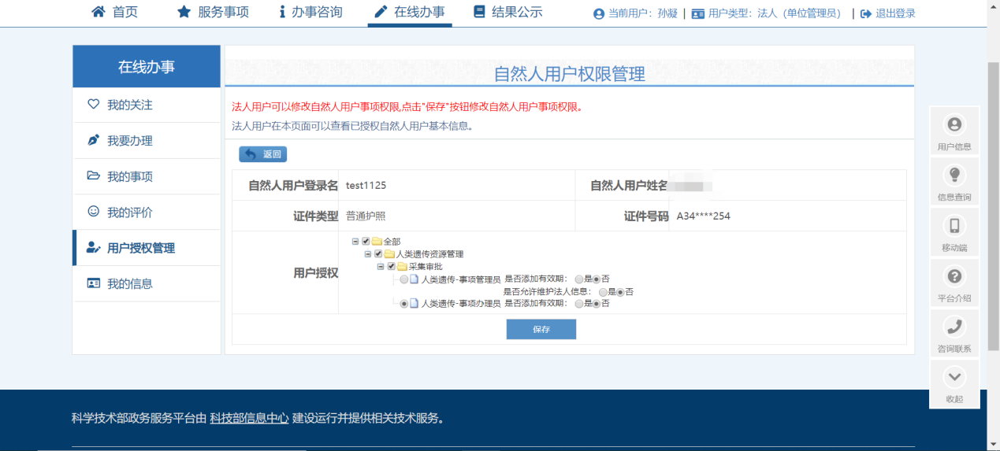 首页 服务事项 办事咨询 在线办事 结果公示 当前用户：孙凝 | 用户类型：法人（单位管理员） | 退出登录
在线办事
我的关注
我要办理
我的事项
我的评价
用户授权管理
我的信息
自然人用户权限管理
法人用户可以修改自然人用户事项权限,点击"保存"按钮修改自然人用户事项权限。
法人用户在本页面可以查看已授权自然人用户基本信息。
返回
自然人用户登录名 test1125 自然人用户姓名
证件类型 普通护照 证件号码 A34****254
用户授权
全部
人类遗传资源管理
采集审批
人类遗传-事项管理员 是否添加有效期： 是 否
是否允许维护法人信息： 是 否
人类遗传-事项办理员 是否添加有效期： 是 否
保存
用户信息
信息查询
移动端
平台介绍
咨询联系
收起
科学技术部政务服务平台由 科技部信息中心 建设运行并提供相关技术服务。